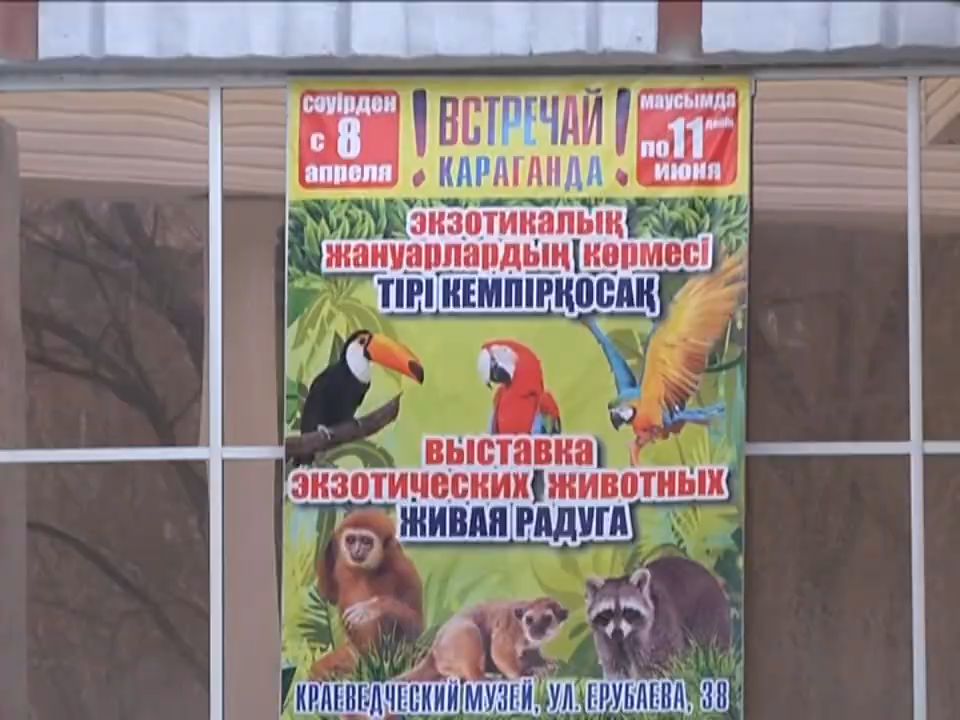 сәуірден
с 8
апреля
! ВСТРЕЧАЙ !
КАРАГАНДА
маусымда
дейін
по 11
июня
экзотикалық
жануарлардың көрмесі
ТІРІ КЕМПІРҚОСАҚ
выставка
экзотических животных
ЖИВАЯ РАДУГА
КРАЕВЕДЧЕСКИЙ МУЗЕЙ, УЛ. ЕРУБАЕВА, 38